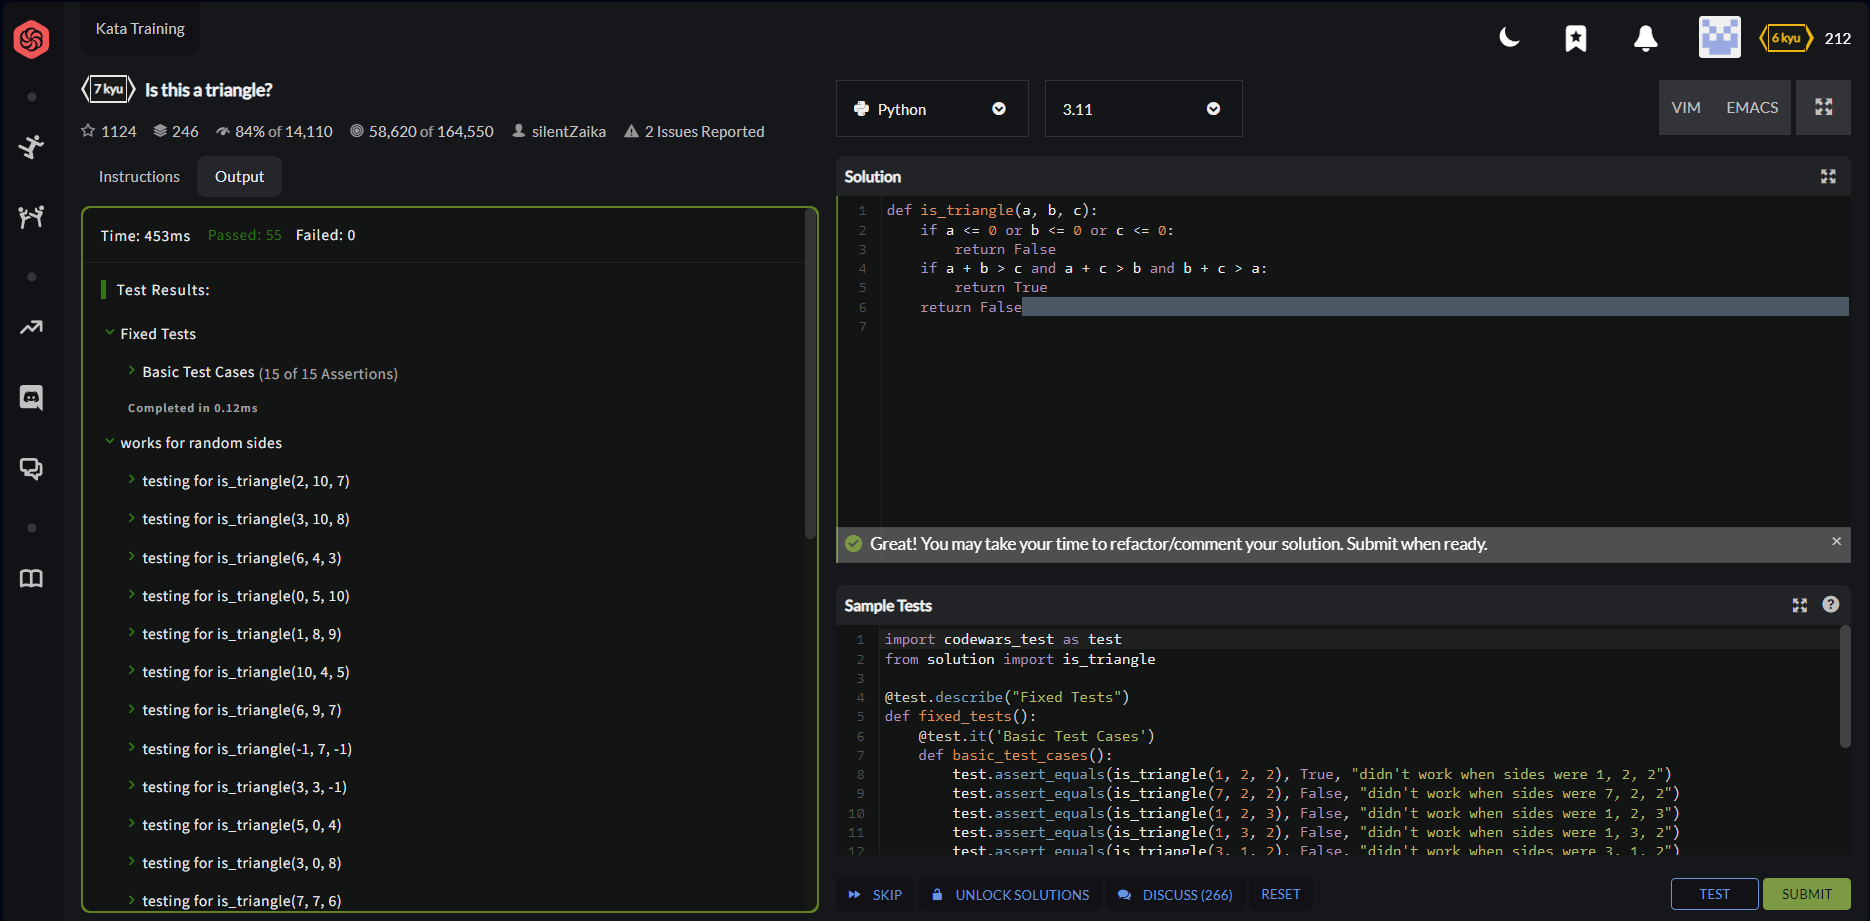 Kata Training
6 kyu 212
7 kyu Is this a triangle?
1124 246 84% of 14,110 58,620 of 164,550 silentZaika 2 Issues Reported
Instructions Output
Time: 453ms Passed: 55 Failed: 0
Test Results:
Fixed Tests
Basic Test Cases (15 of 15 Assertions)
Completed in 0.12ms
works for random sides
testing for is_triangle(2, 10, 7)
testing for is_triangle(3, 10, 8)
testing for is_triangle(6, 4, 3)
testing for is_triangle(0, 5, 10)
testing for is_triangle(1, 8, 9)
testing for is_triangle(10, 4, 5)
testing for is_triangle(6, 9, 7)
testing for is_triangle(-1, 7, -1)
testing for is_triangle(3, 3, -1)
testing for is_triangle(5, 0, 4)
testing for is_triangle(3, 0, 8)
testing for is_triangle(7, 7, 6)
Python 3.11 VIM EMACS
Solution
1 def is_triangle(a, b, c):
2 if a <= 0 or b <= 0 or c <= 0:
3 return False
4 if a + b > c and a + c > b and b + c > a:
5 return True
6 return False
7
Great! You may take your time to refactor/comment your solution. Submit when ready.
Sample Tests
1 import codewars_test as test
2 from solution import is_triangle
3
4 @test.describe("Fixed Tests")
5 def fixed_tests():
6 @test.it('Basic Test Cases')
7 def basic_test_cases():
8 test.assert_equals(is_triangle(1, 2, 2), True, "didn't work when sides were 1, 2, 2")
9 test.assert_equals(is_triangle(7, 2, 2), False, "didn't work when sides were 7, 2, 2")
10 test.assert_equals(is_triangle(1, 2, 3), False, "didn't work when sides were 1, 2, 3")
11 test.assert_equals(is_triangle(1, 3, 2), False, "didn't work when sides were 1, 3, 2")
12 test.assert_equals(is_triangle(3, 1, 2), False, "didn't work when sides were 3, 1, 2")
SKIP UNLOCK SOLUTIONS DISCUSS (266) RESET TEST SUBMIT